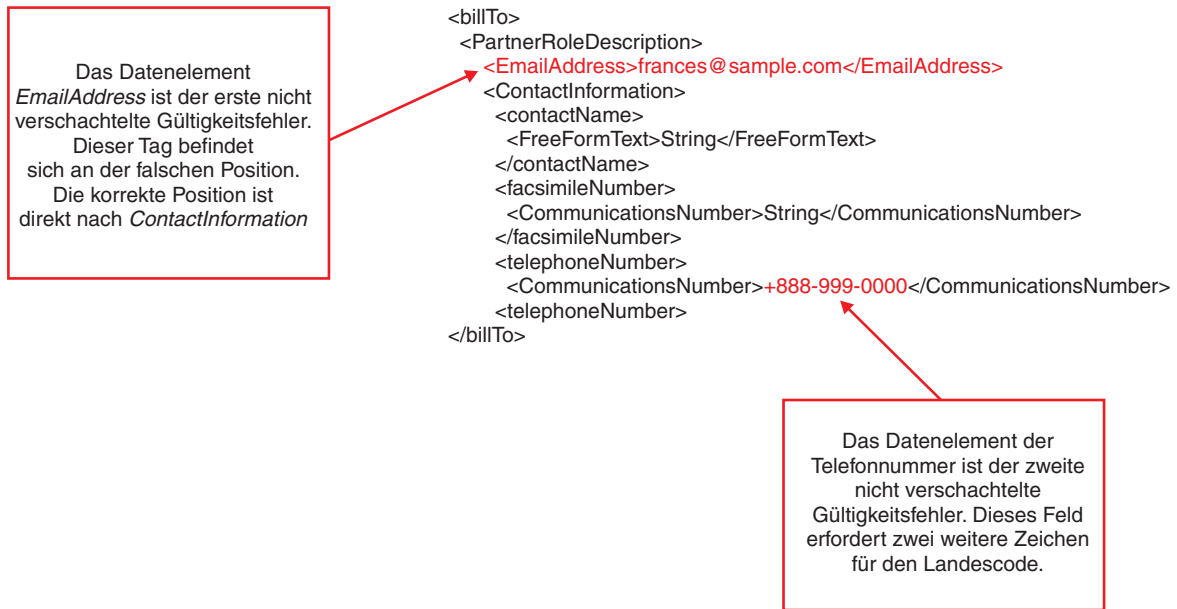 Das Datenelement
EmailAddress ist der erste nicht
verschachtelte Gültigkeitsfehler.
Dieser Tag befindet
sich an der falschen Position.
Die korrekte Position ist
direkt nach ContactInformation
<billTo>
<PartnerRoleDescription>
<EmailAddress>frances@sample.com</EmailAddress>
<ContactInformation>
<contactName>
<FreeFormText>String</FreeFormText>
</contactName>
<facsimileNumber>
<CommunicationsNumber>String</CommunicationsNumber>
</facsimileNumber>
<telephoneNumber>
<CommunicationsNumber>+888-999-0000</CommunicationsNumber>
<telephoneNumber>
</billTo>
Das Datenelement der
Telefonnummer ist der zweite
nicht verschachtelte
Gültigkeitsfehler. Dieses Feld
erfordert zwei weitere Zeichen
für den Landescode.